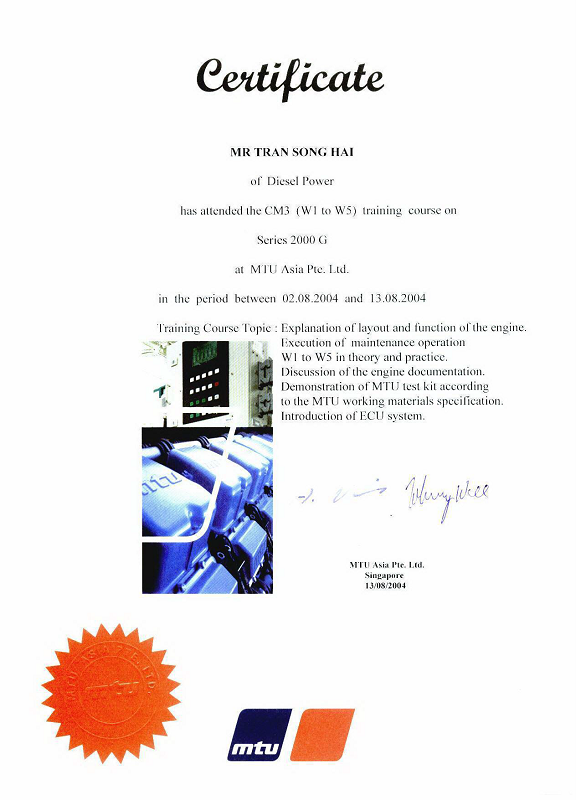 Certificate
MR TRAN SONG HAI
of Diesel Power
has attended the CM3 (W1 to W5) training course on
Series 2000 G
at MTU Asia Pte. Ltd.
in the period between 02.08.2004 and 13.08.2004
Training Course Topic : Explanation of layout and function of the engine.
Execution of maintenance operation
W1 to W5 in theory and practice.
Discussion of the engine documentation.
Demonstration of MTU test kit according
to the MTU working materials specification.
Introduction of ECU system.
mtu
MTU Asia Pte. Ltd.
Singapore
13/08/2004
MTU ASIA PTE. LTD.
mtu
mtu